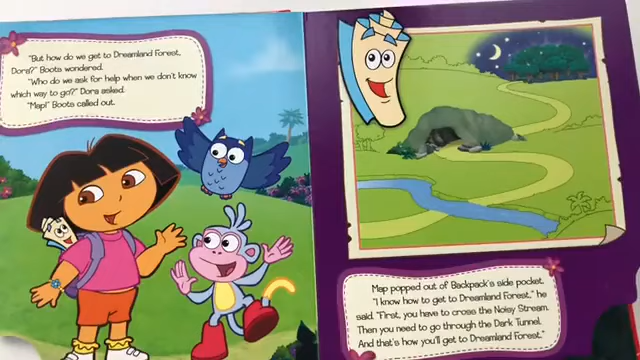 "But how do we get to Dreamland Forest,
Dora?" Boots wondered.
"Who do we ask for help when we don't know
which way to go?" Dora asked.
"Map!" Boots called out.
Map popped out of Backpack's side pocket.
"I know how to get to Dreamland Forest," he
said. "First, you have to cross the Noisy Stream.
Then you need to go through the Dark Tunnel.
And that's how you'll get to Dreamland Forest."